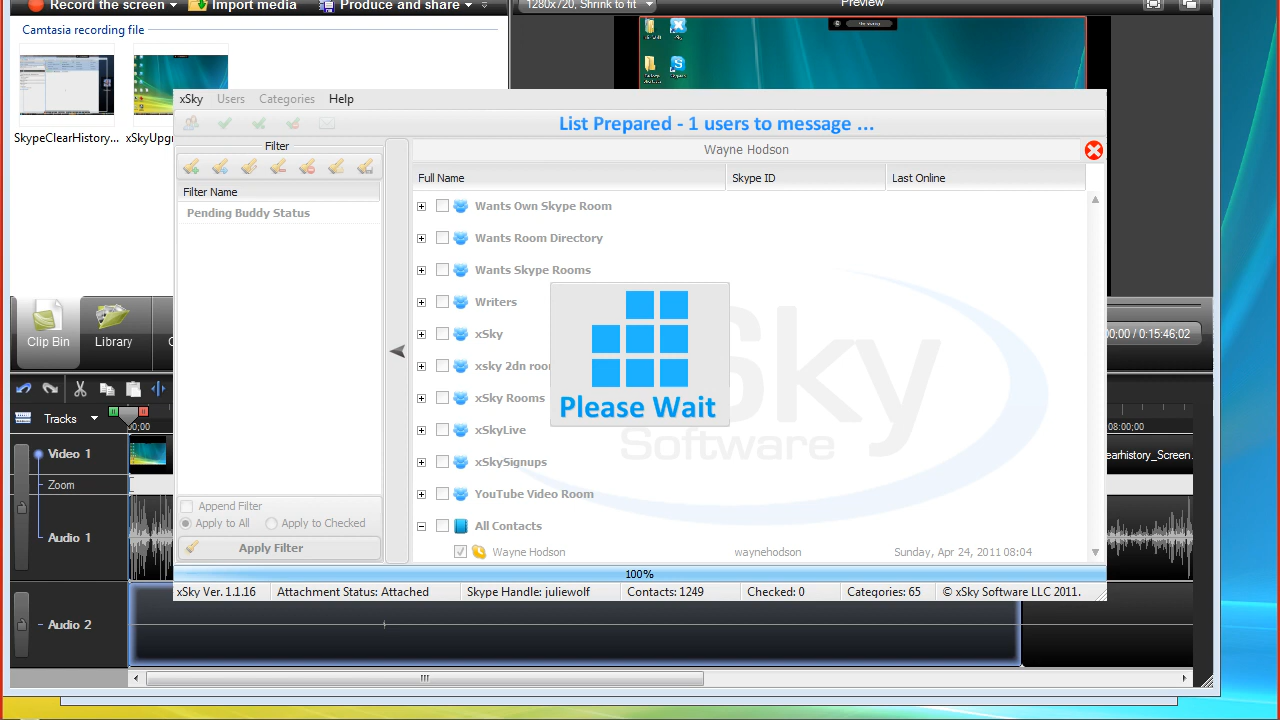 Record the screen
Import media
Produce and share
1280x720, Shrink to fit
Preview
Camtasia recording file
SkypeClearHistory...
xSkyUpgr
xSky
Users
Categories
Help
List Prepared - 1 users to message ...
Filter
Wayne Hodson
Filter Name
Full Name
Skype ID
Last Online
Pending Buddy Status
Wants Own Skype Room
Wants Room Directory
Wants Skype Rooms
Writers
xSky
xsky 2dn roo
xSky Rooms
xSkyLive
xSkySignups
YouTube Video Room
All Contacts
Wayne Hodson
waynehodson
Sunday, Apr 24, 2011 08:04
Please Wait
Sky
Software
Append Filter
Apply to All
Apply to Checked
Apply Filter
100%
xSky Ver. 1.1.16
Attachment Status: Attached
Skype Handle: juliewolf
Contacts: 1249
Checked: 0
Categories: 65
© xSky Software LLC 2011.
Clip Bin
Library
00;00 / 0:15:46;02
Tracks
00;00
08:00;00
Video 1
earhistory_Screen.
Zoom
Audio 1
Audio 2